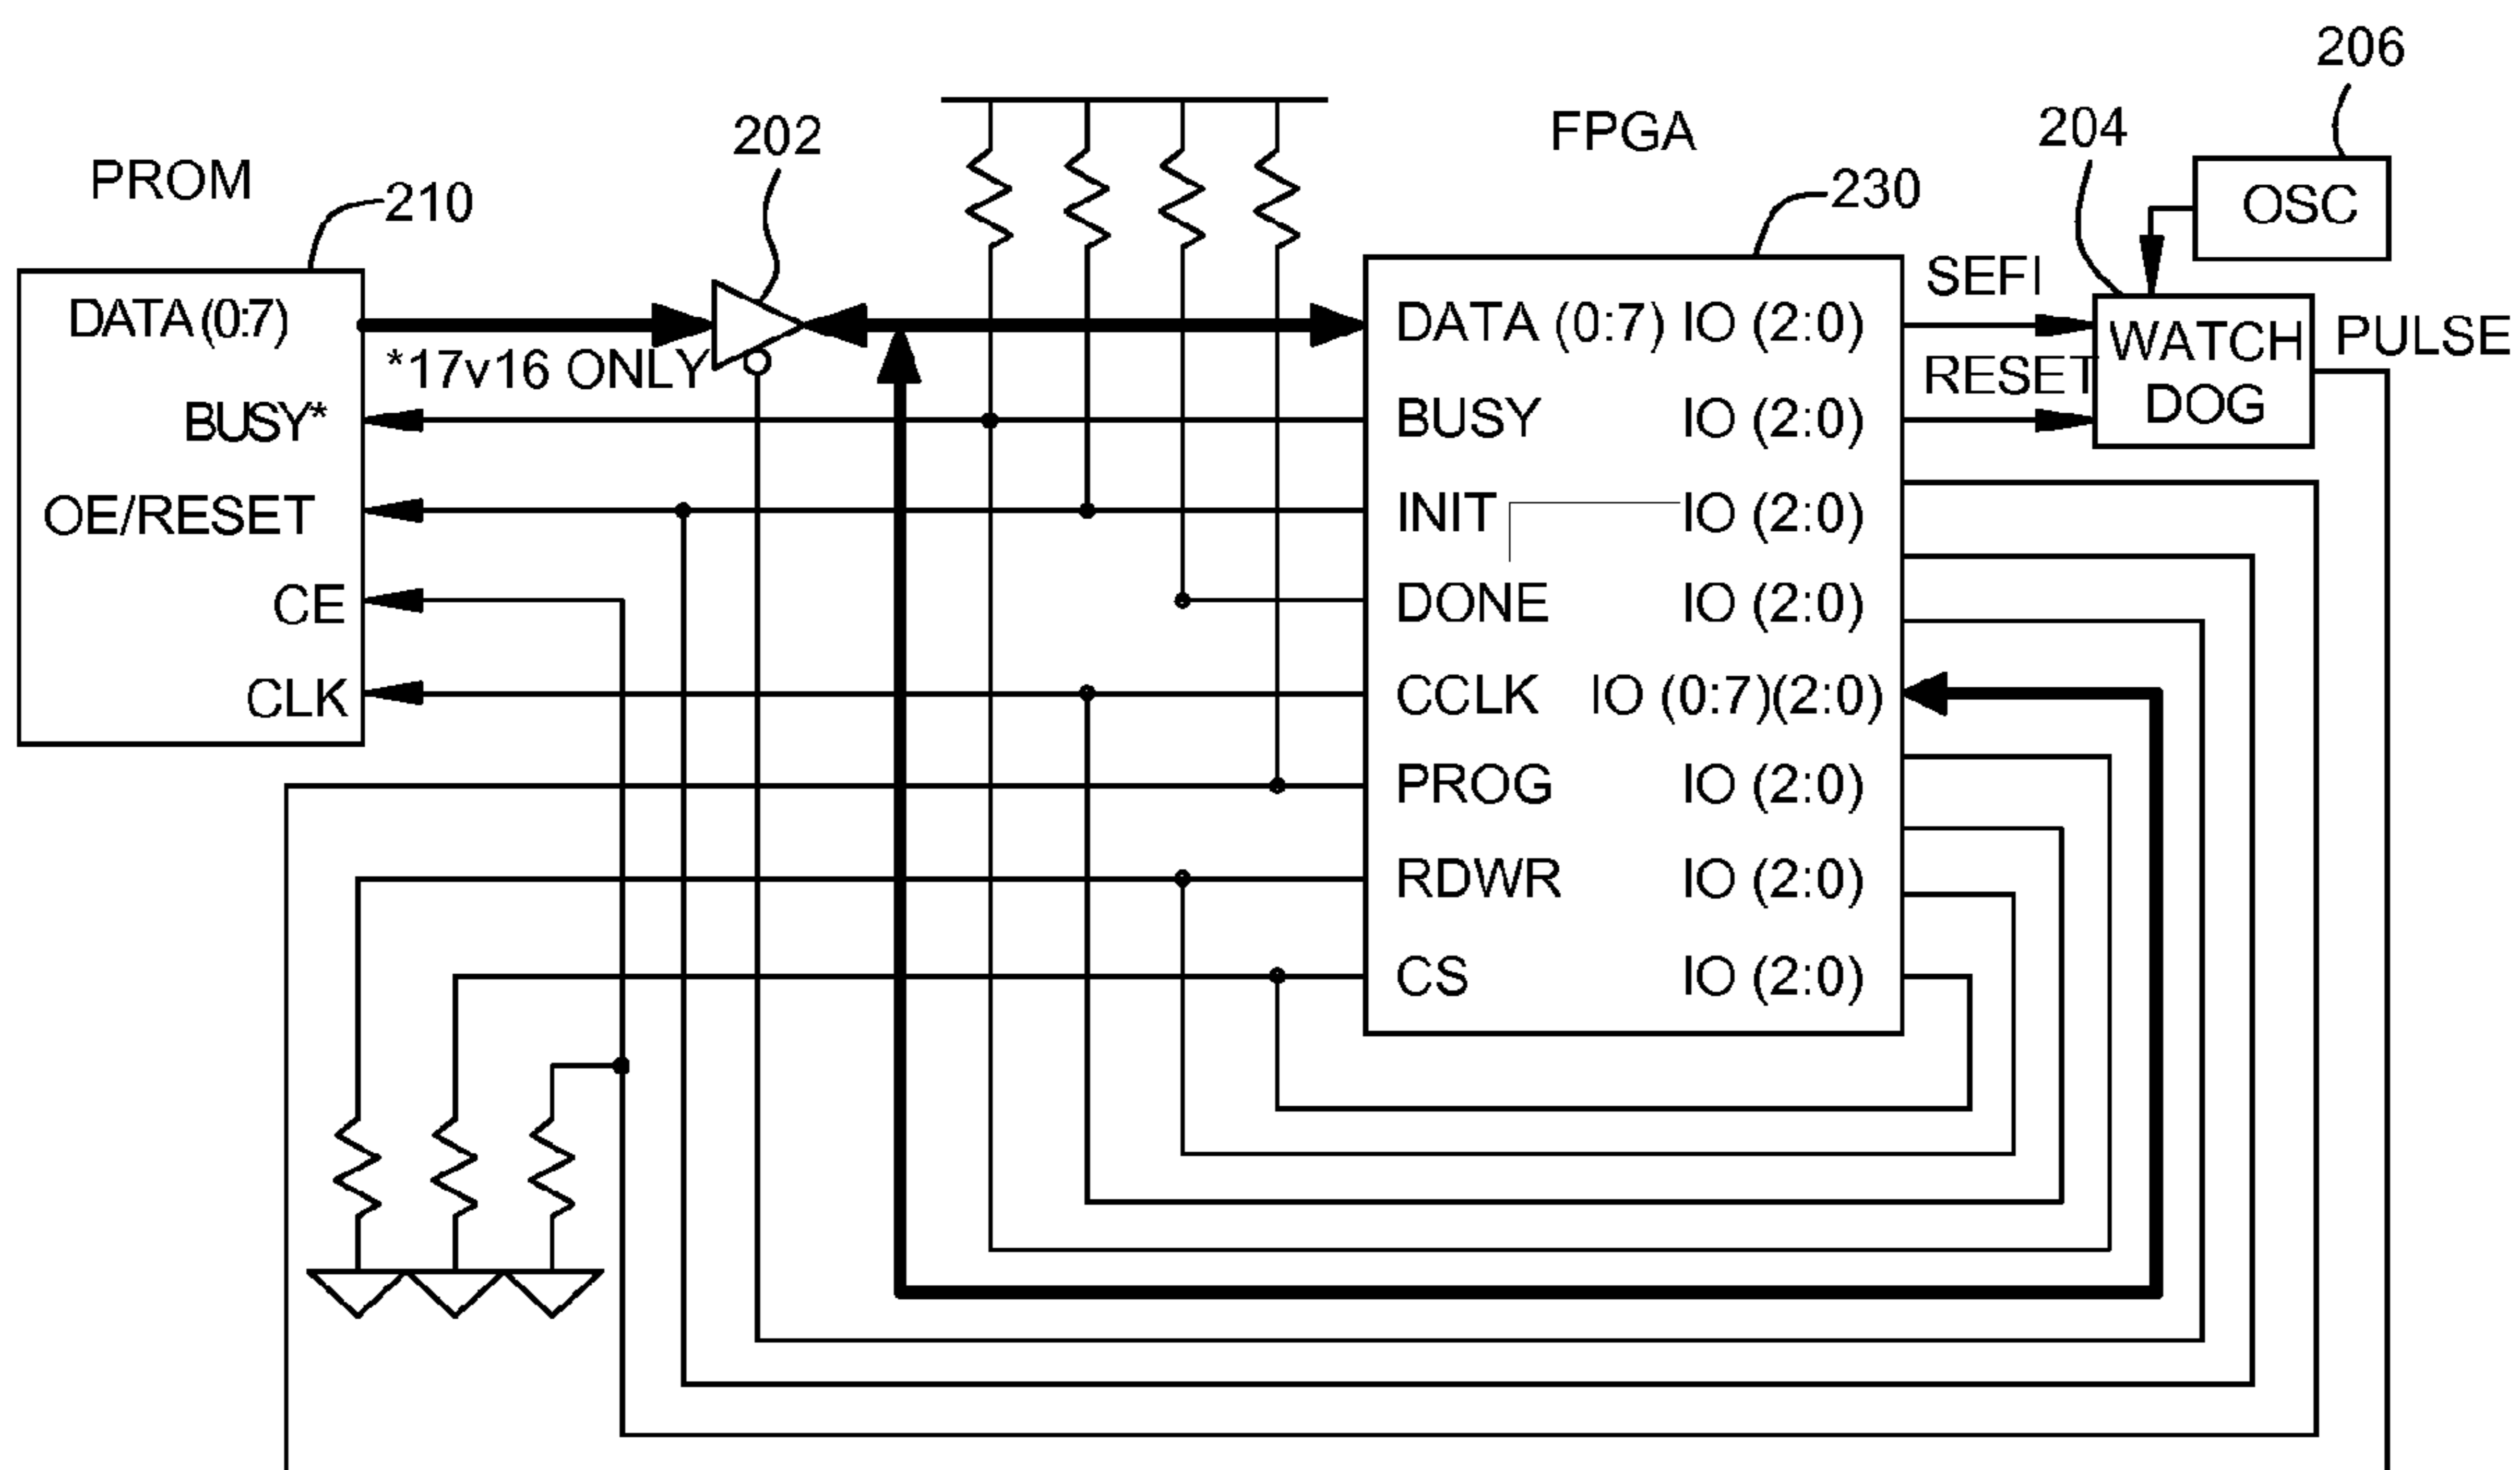 206
204
OSC
202
FPGA
PROM
210
230
SEFI
RESET
WATCH
DOG
PULSE
DATA (0:7)
*17v16 ONLY
BUSY*
OE/RESET
CE
CLK
DATA (0:7) IO (2:0)
BUSY IO (2:0)
INIT IO (2:0)
DONE IO (2:0)
CCLK IO (0:7)(2:0)
PROG IO (2:0)
RDWR IO (2:0)
CS IO (2:0)